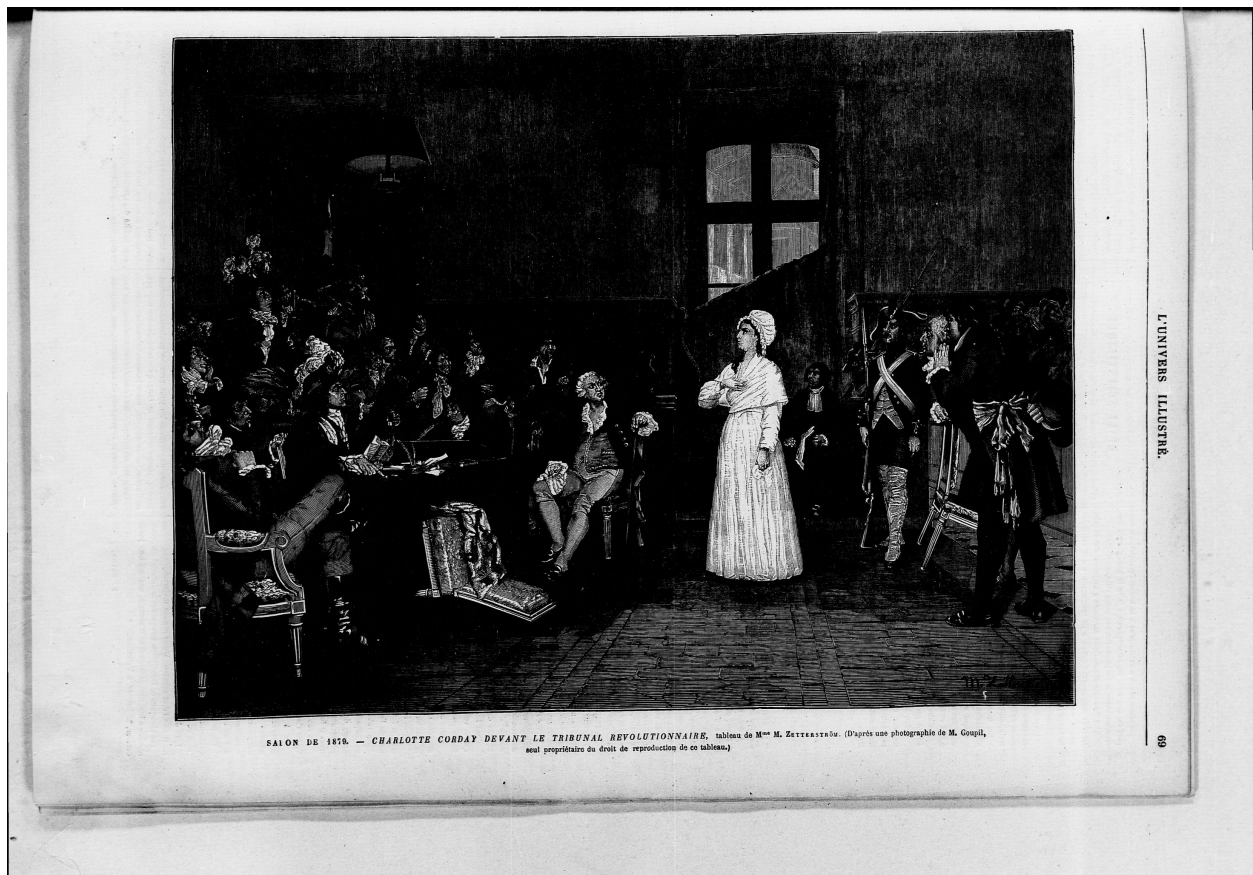 SALON DE 1879. — CHARLOTTE CORDAY DEVANT LE TRIBUNAL REVOLUTIONNAIRE, tableau de Mme M. ZETTERSTRÖM. (D'après une photographie de M. Goupil,
seul propriétaire du droit de reproduction de ce tableau.)
L'UNIVERS ILLUSTRÉ.
69